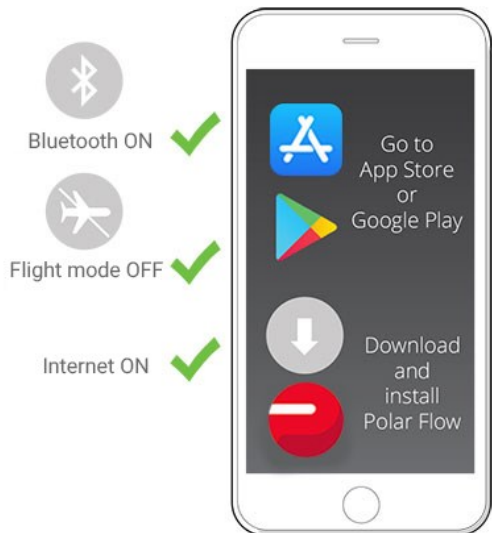 Bluetooth ON
Flight mode OFF
Internet ON
Go to
App Store
or
Google Play
Download
and
install
Polar Flow